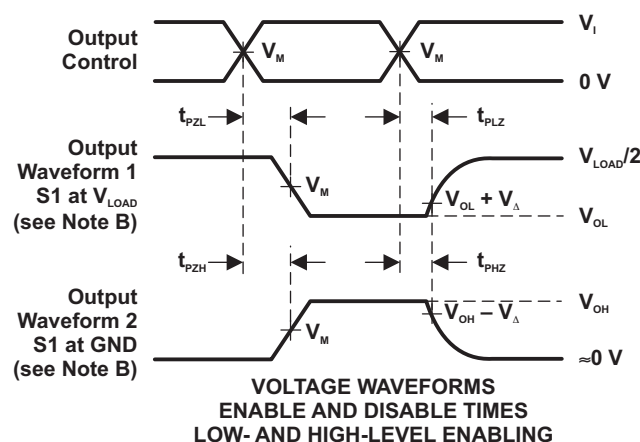 Output
Control
V_M
V_M
V_I
0 V
t_PZL
t_PLZ
Output
Waveform 1
S1 at V_LOAD
(see Note B)
V_M
V_OL + V_Δ
V_LOAD/2
V_OL
t_PZH
t_PHZ
Output
Waveform 2
S1 at GND
(see Note B)
V_M
V_OH – V_Δ
V_OH
≈0 V
VOLTAGE WAVEFORMS
ENABLE AND DISABLE TIMES
LOW- AND HIGH-LEVEL ENABLING